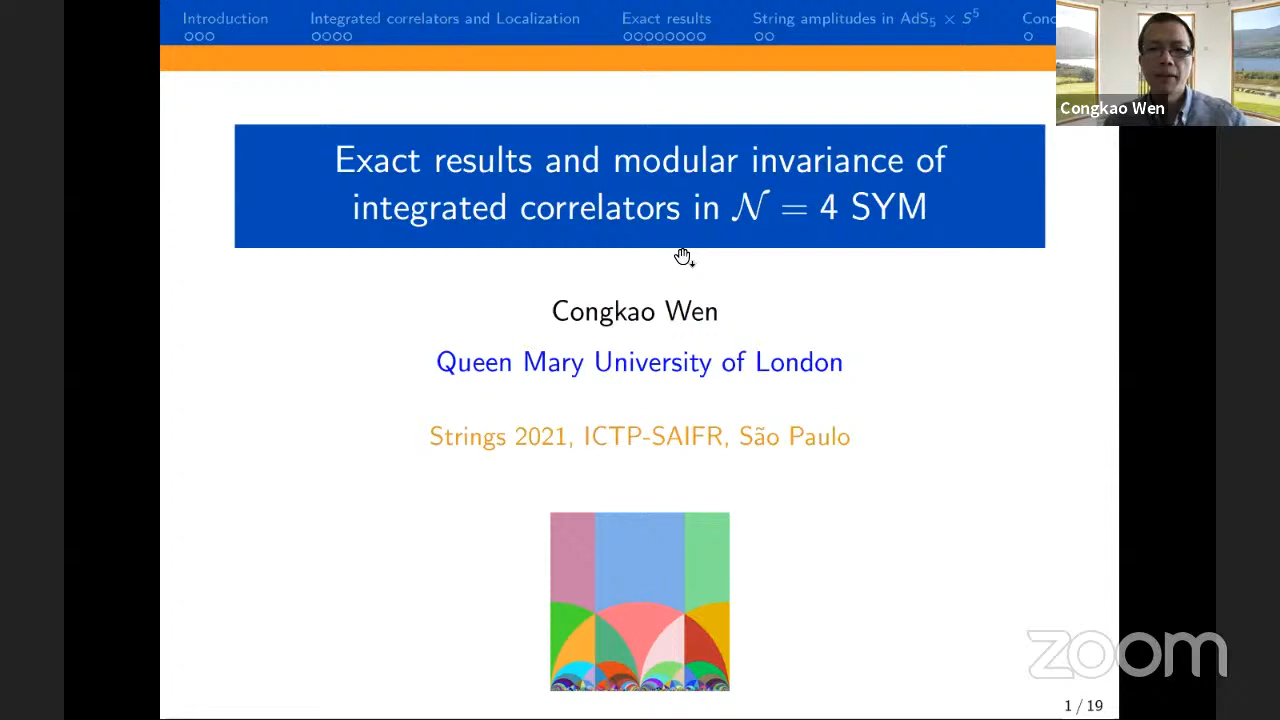 Introduction
Integrated correlators and Localization
Exact results
String amplitudes in AdS₅ × S⁵
Conc
Congkao Wen
Exact results and modular invariance of
integrated correlators in 𝒩 = 4 SYM
Congkao Wen
Queen Mary University of London
Strings 2021, ICTP-SAIFR, São Paulo
zoom
1 / 19